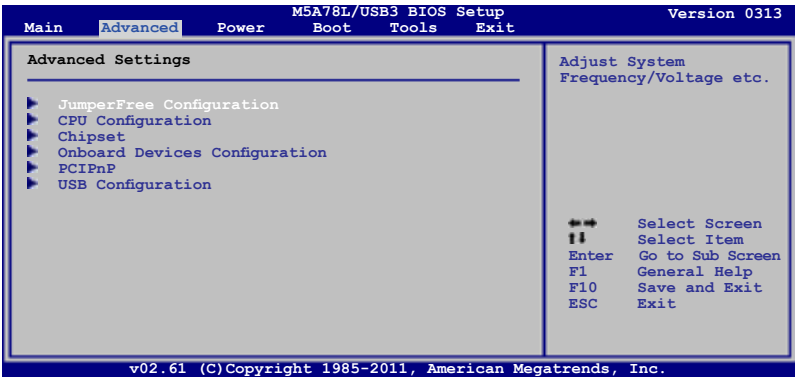 M5A78L/USB3 BIOS Setup Version 0313
Main Advanced Power Boot Tools Exit
Advanced Settings
JumperFree Configuration
CPU Configuration
Chipset
Onboard Devices Configuration
PCIPnP
USB Configuration
Adjust System
Frequency/Voltage etc.
←→ Select Screen
↑↓ Select Item
Enter Go to Sub Screen
F1 General Help
F10 Save and Exit
ESC Exit
v02.61 (C)Copyright 1985-2011, American Megatrends, Inc.